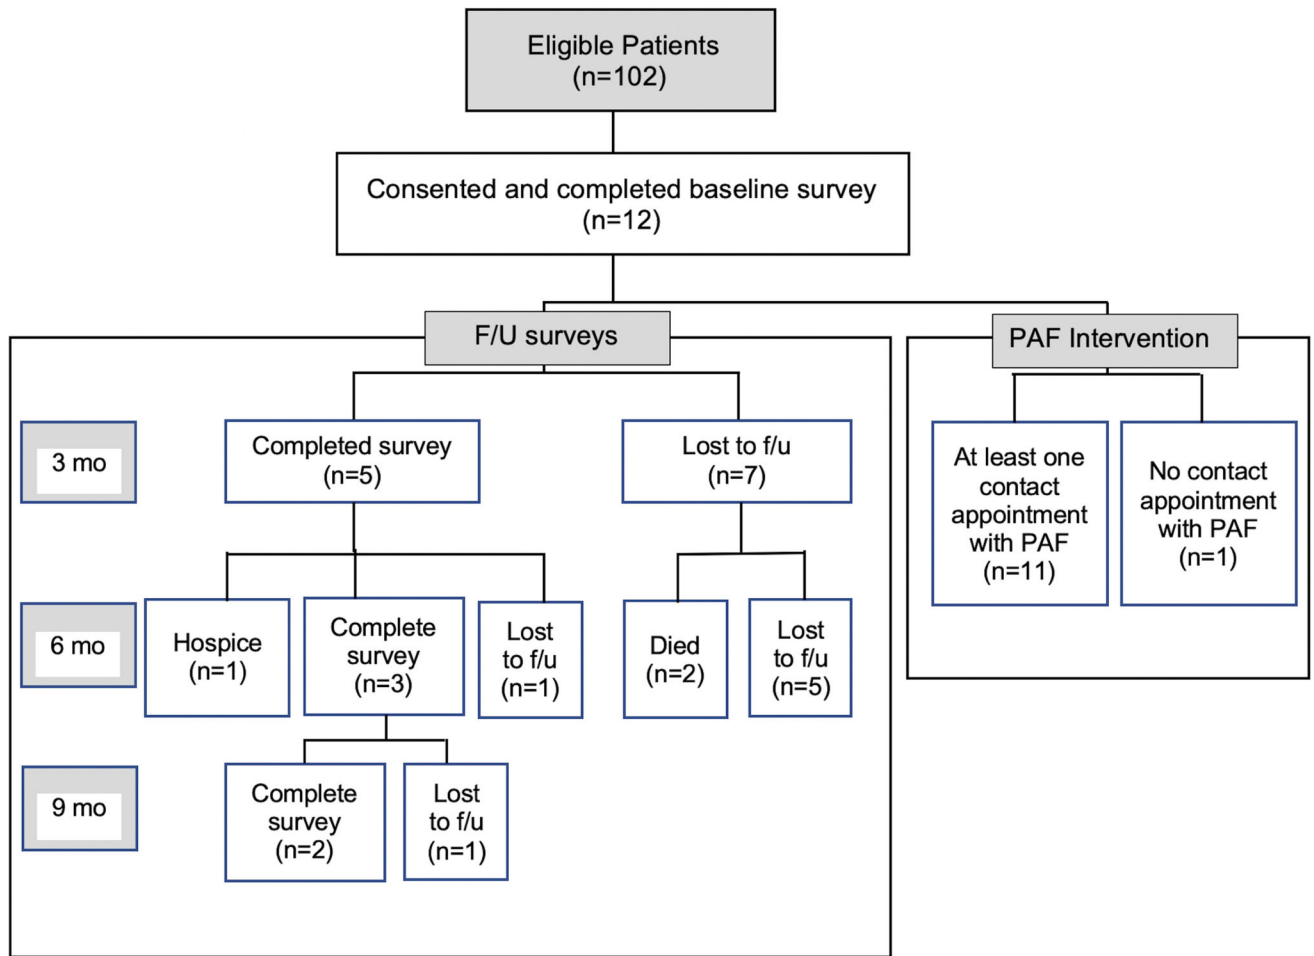 Eligible Patients
(n=102)
Consented and completed baseline survey
(n=12)
F/U surveys
PAF Intervention
3 mo
Completed survey
(n=5)
Lost to f/u
(n=7)
At least one
contact
appointment
with PAF
(n=11)
No contact
appointment
with PAF
(n=1)
6 mo
Hospice
(n=1)
Complete
survey
(n=3)
Lost
to f/u
(n=1)
Died
(n=2)
Lost
to f/u
(n=5)
9 mo
Complete
survey
(n=2)
Lost
to f/u
(n=1)